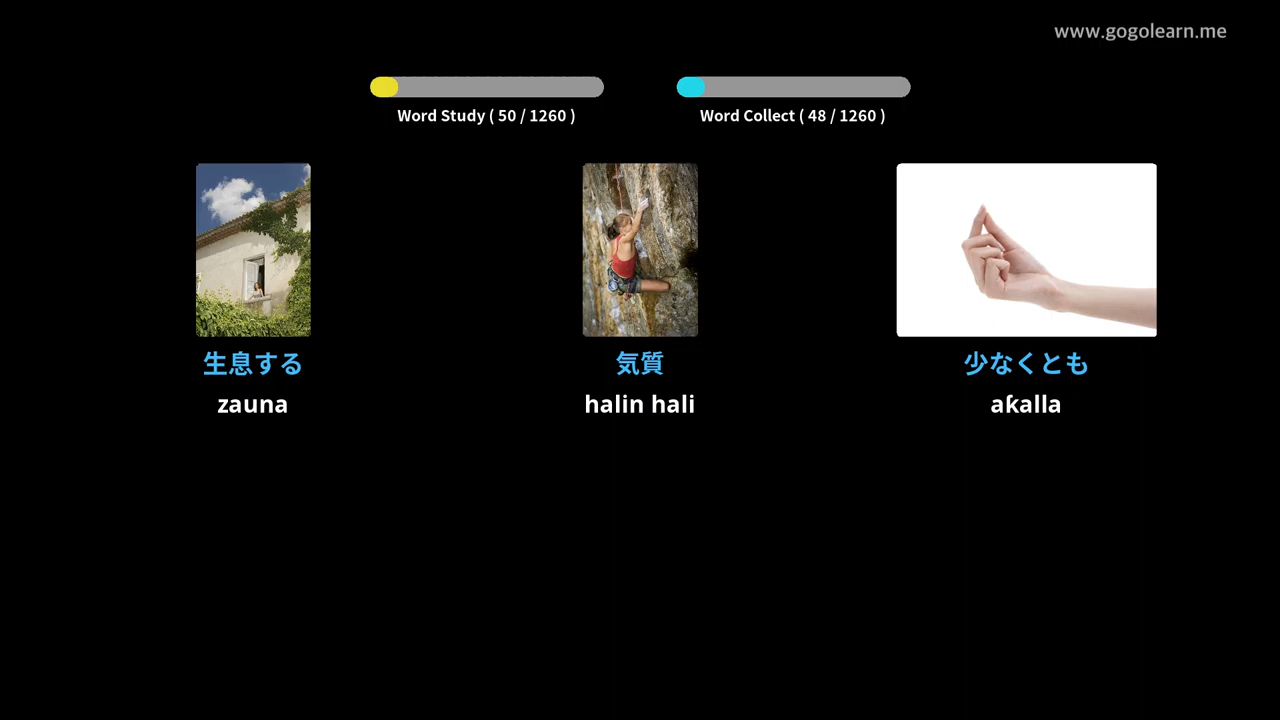 www.gogolearn.me
Word Study ( 50 / 1260 )
Word Collect ( 48 / 1260 )
生息する
zauna
気質
halin hali
少なくとも
aƙalla